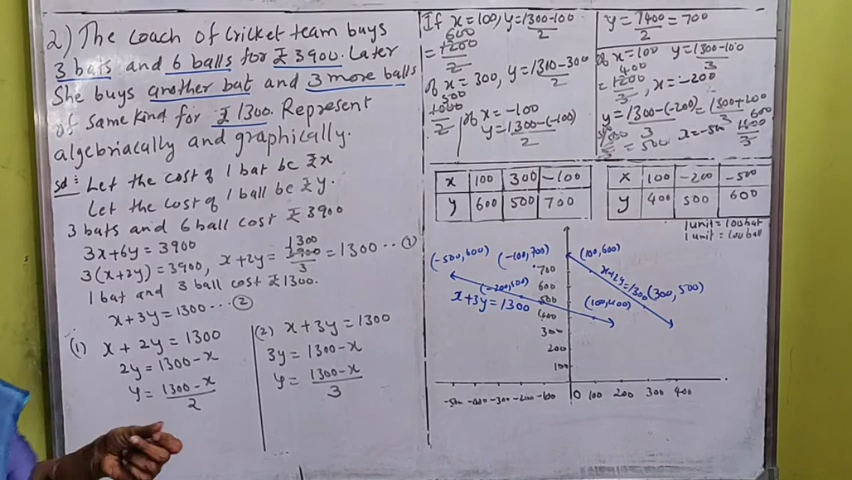 2.) The coach of Cricket team buys
3 bats and 6 balls for ₹ 3900. Later
She buys another bat and 3 more balls
of same kind for ₹ 1300. Represent
algebriacally and graphically.
Sol: Let the cost of 1 bat be ₹x
Let the cost of 1 ball be ₹y.
3 bats and 6 ball cost ₹ 3900
3x+6y = 3900
3(x+2y) = 3900, x+2y = 3900/3 = 1300 ... ①
1300
1 bat and 3 ball cost ₹1300.
x+3y = 1300 ... ②
(1) x + 2y = 1300
2y = 1300-x
y = 1300-x/2
(2) x + 3y = 1300
3y = 1300-x
y = 1300-x/3
If x = 100, y = 1300-100/2
600
= 1200/2
If x = 300, y = 1310-300/2
500
1000/2
If x = -100
y = 1300-(-100)/2
y = 1400/2 = 700
If x = 100 y = 1300-100/3
400
= 1200/3, x = -200
y = 1300-(-200)/3 = 1300+200/3
= 500
600
1800/3
x 100 300 -100
y 600 500 700
x 100 -200 -500
y 400 500 600
1 unit = 100 bat
1 unit = 100 ball
(-500,600) (-100,700) (100,600)
x+2y=1300 (300,500)
(-200,500)
x+3y = 1300
(100,400)
700
600
500
400
300
200
100
-500 -400 -300 -200 -100 0 100 200 300 400